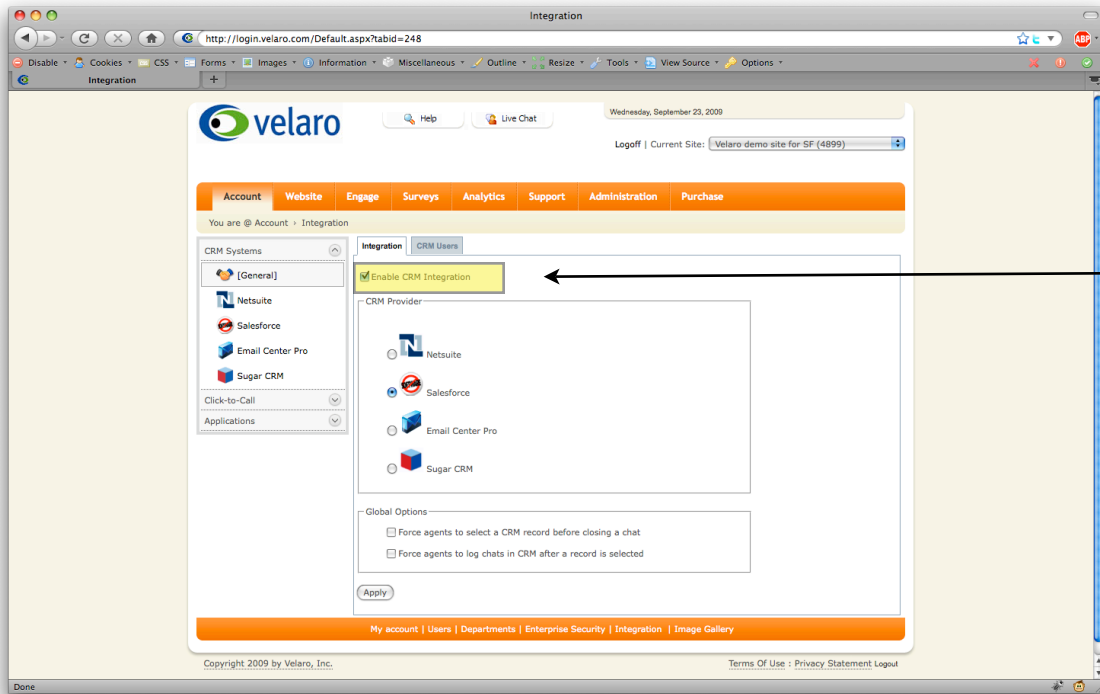 Integration
http://login.velaro.com/Default.aspx?tabid=248
ABP
Disable Cookies CSS Forms Images Information Miscellaneous Outline Resize Tools View Source Options
Integration +
velaro
Help
Live Chat
Wednesday, September 23, 2009
Logoff | Current Site: Velaro demo site for SF (4899)
Account Website Engage Surveys Analytics Support Administration Purchase
You are @ Account › Integration
CRM Systems
[General]
Netsuite
Salesforce
Email Center Pro
Sugar CRM
Click-to-Call
Applications
Integration CRM Users
Enable CRM Integration
CRM Provider
N Netsuite
Salesforce
Email Center Pro
Sugar CRM
Global Options
Force agents to select a CRM record before closing a chat
Force agents to log chats in CRM after a record is selected
Apply
My account | Users | Departments | Enterprise Security | Integration | Image Gallery
Copyright 2009 by Velaro, Inc.
Terms Of Use : Privacy Statement Logout
Done